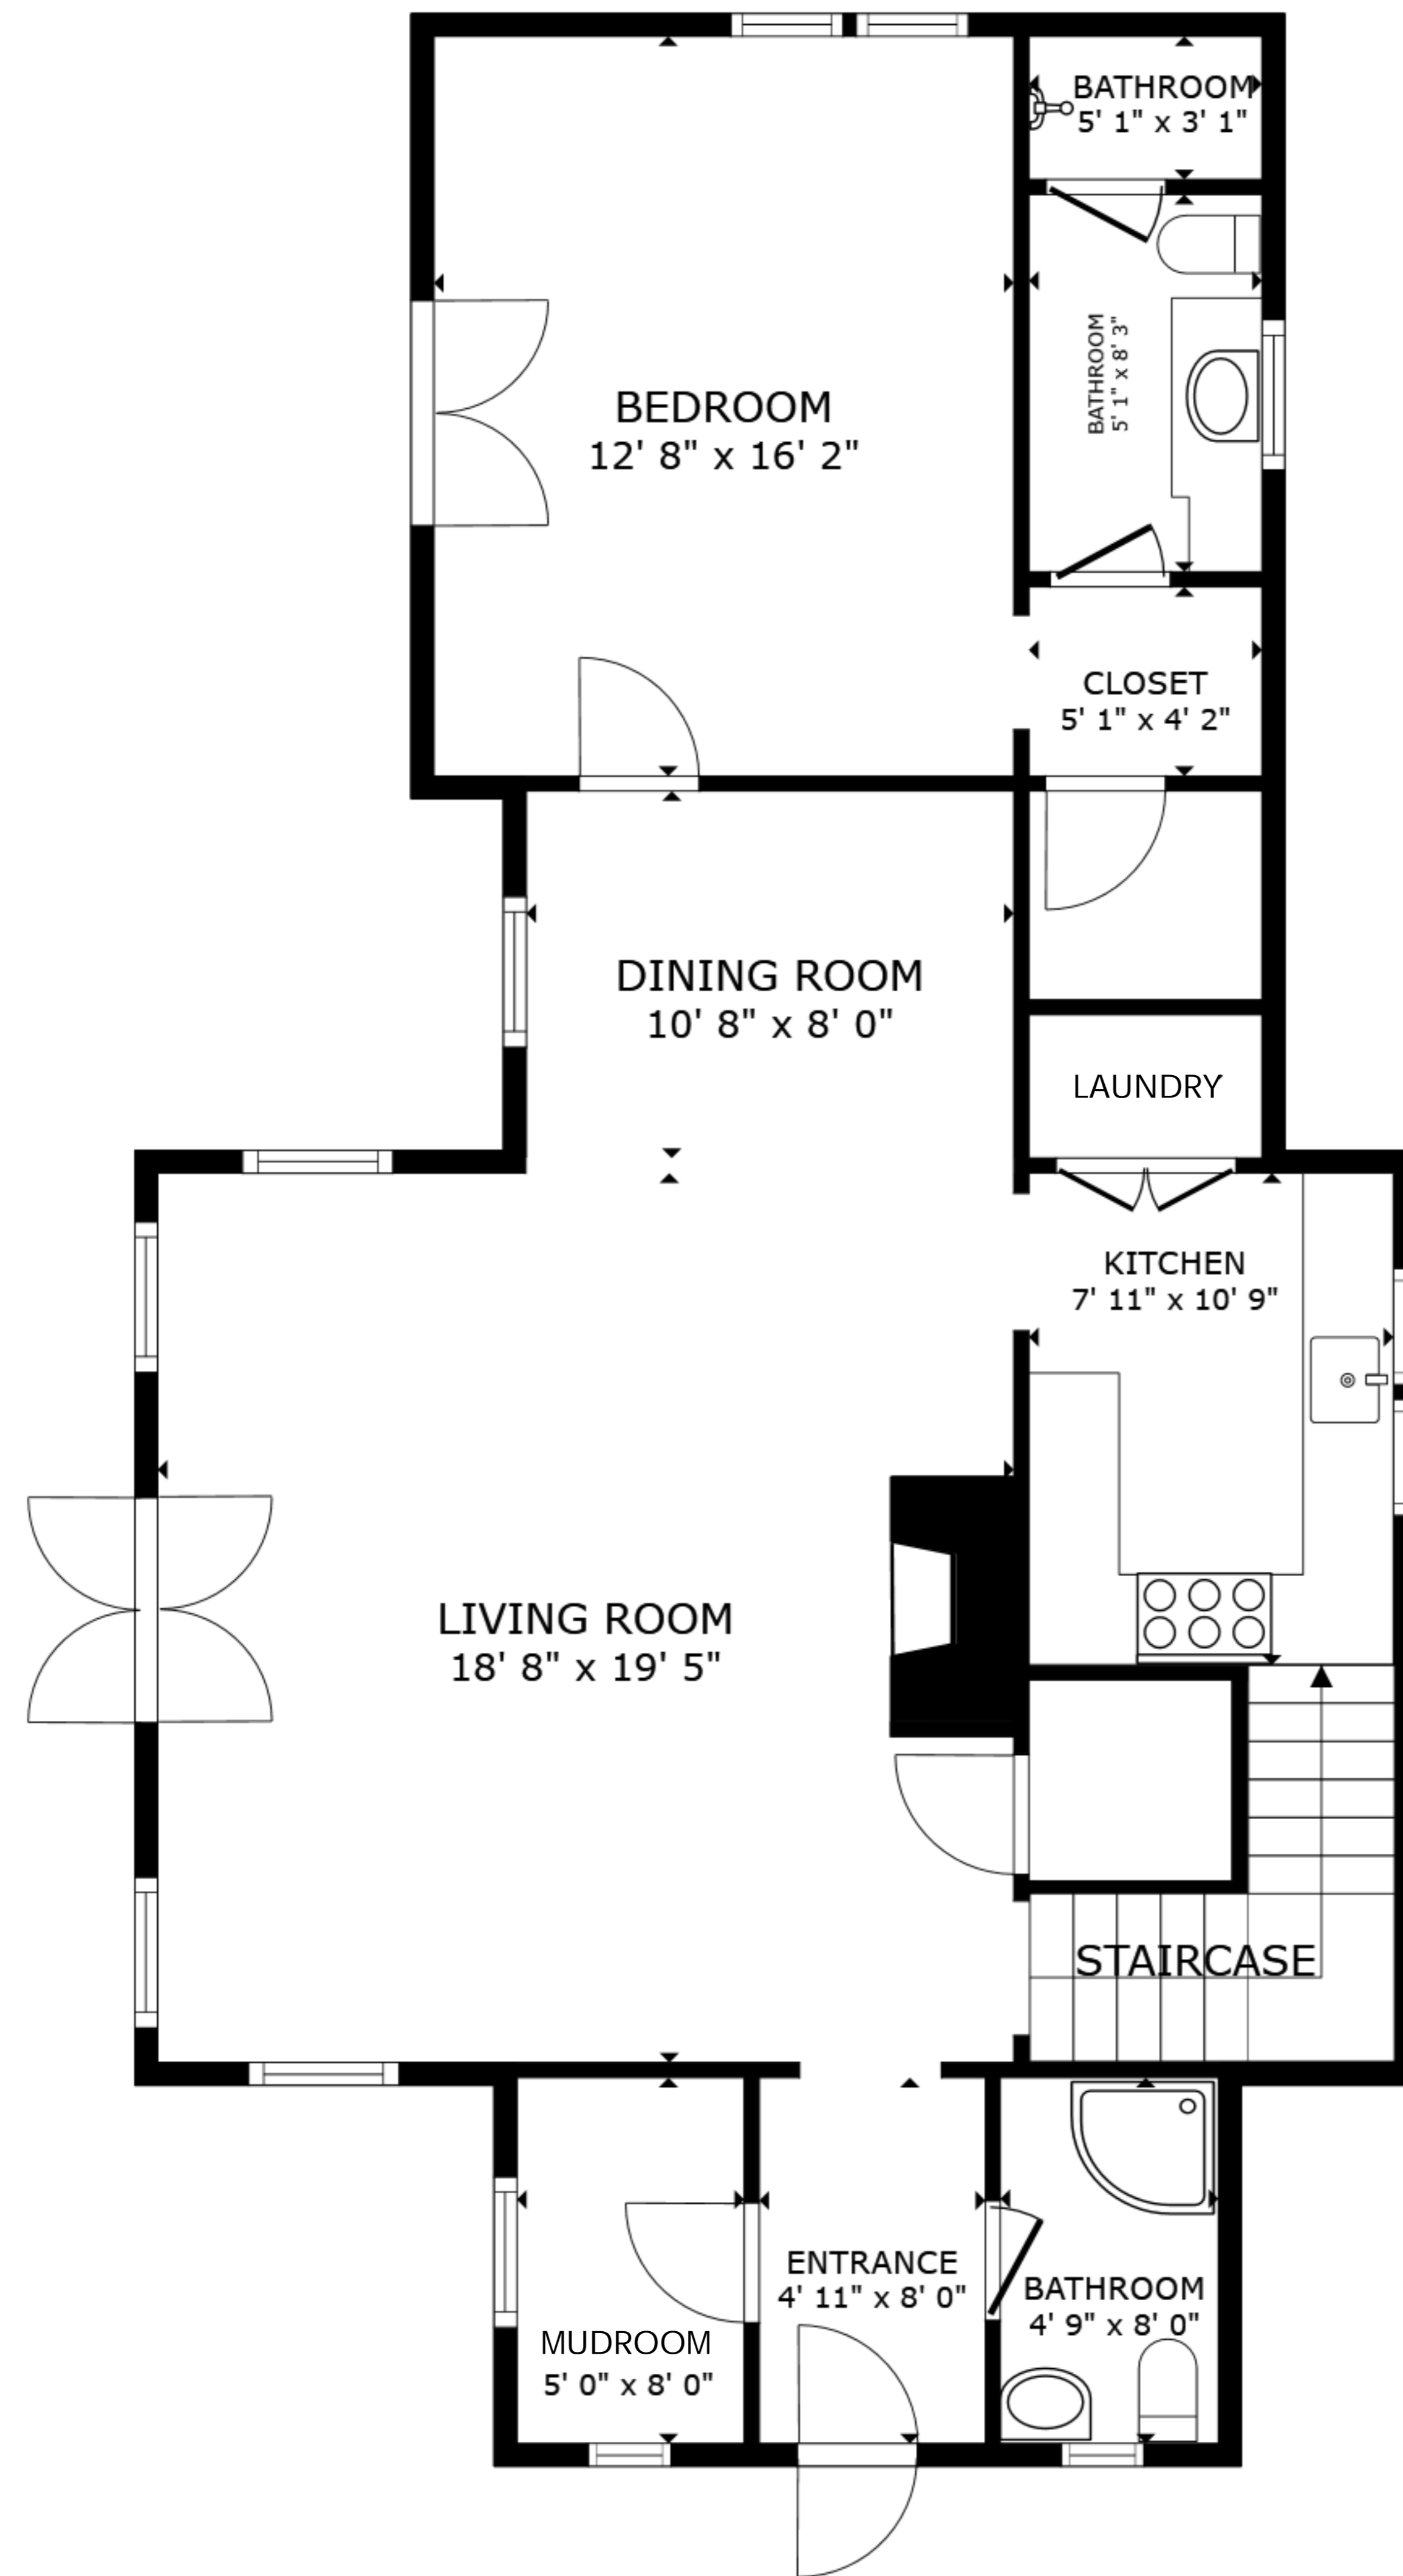 BATHROOM
5' 1" x 3' 1"
BATHROOM
5' 1" x 8' 3"
BEDROOM
12' 8" x 16' 2"
CLOSET
5' 1" x 4' 2"
DINING ROOM
10' 8" x 8' 0"
LAUNDRY
KITCHEN
7' 11" x 10' 9"
LIVING ROOM
18' 8" x 19' 5"
STAIRCASE
ENTRANCE
4' 11" x 8' 0"
BATHROOM
4' 9" x 8' 0"
MUDROOM
5' 0" x 8' 0"